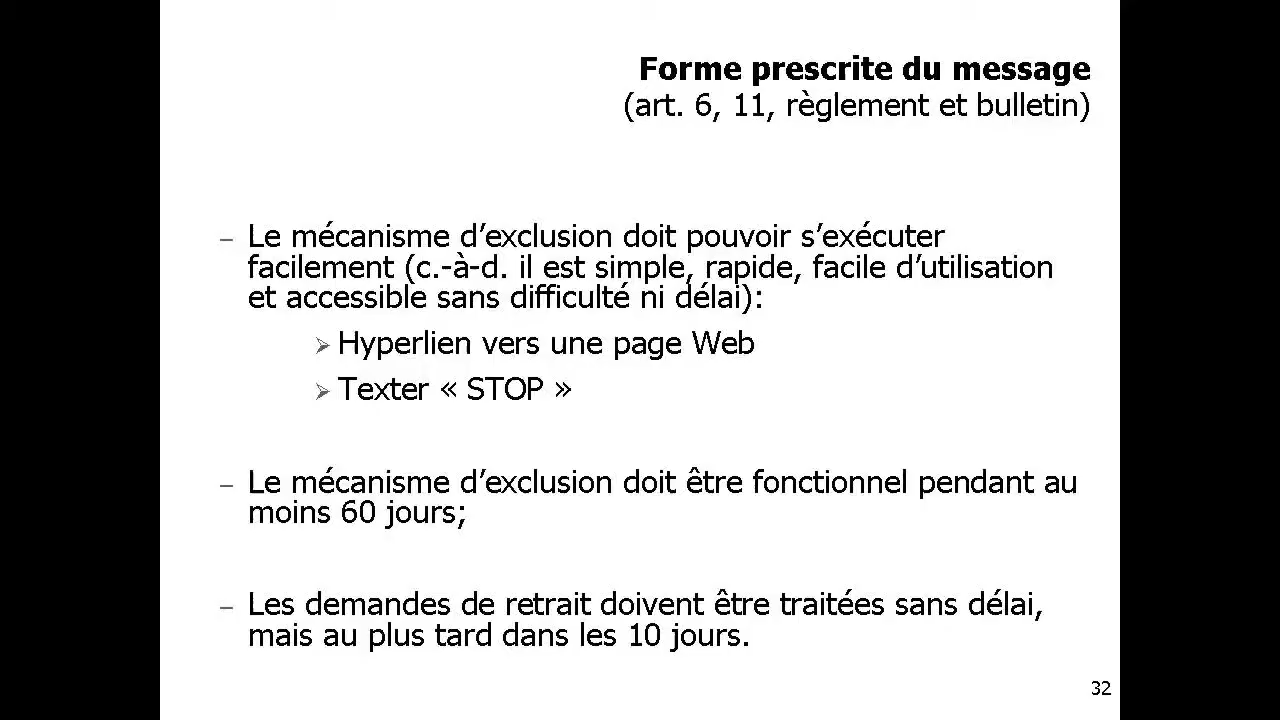 Forme prescrite du message
(art. 6, 11, règlement et bulletin)
– Le mécanisme d’exclusion doit pouvoir s’exécuter
facilement (c.-à-d. il est simple, rapide, facile d’utilisation
et accessible sans difficulté ni délai):
➢ Hyperlien vers une page Web
➢ Texter « STOP »
– Le mécanisme d’exclusion doit être fonctionnel pendant au
moins 60 jours;
– Les demandes de retrait doivent être traitées sans délai,
mais au plus tard dans les 10 jours.
32